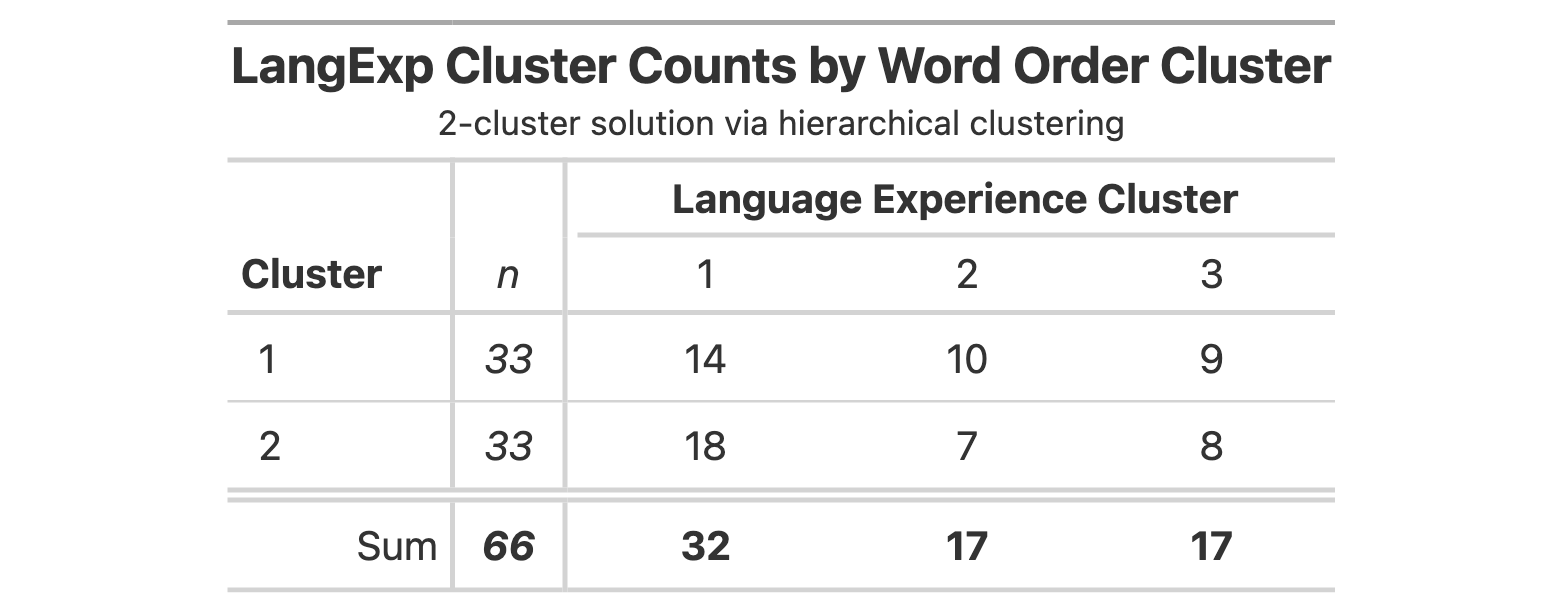 LangExp Cluster Counts by Word Order Cluster
2-cluster solution via hierarchical clustering
Language Experience Cluster
Cluster n 1 2 3
1 33 14 10 9
2 33 18 7 8
Sum 66 32 17 17